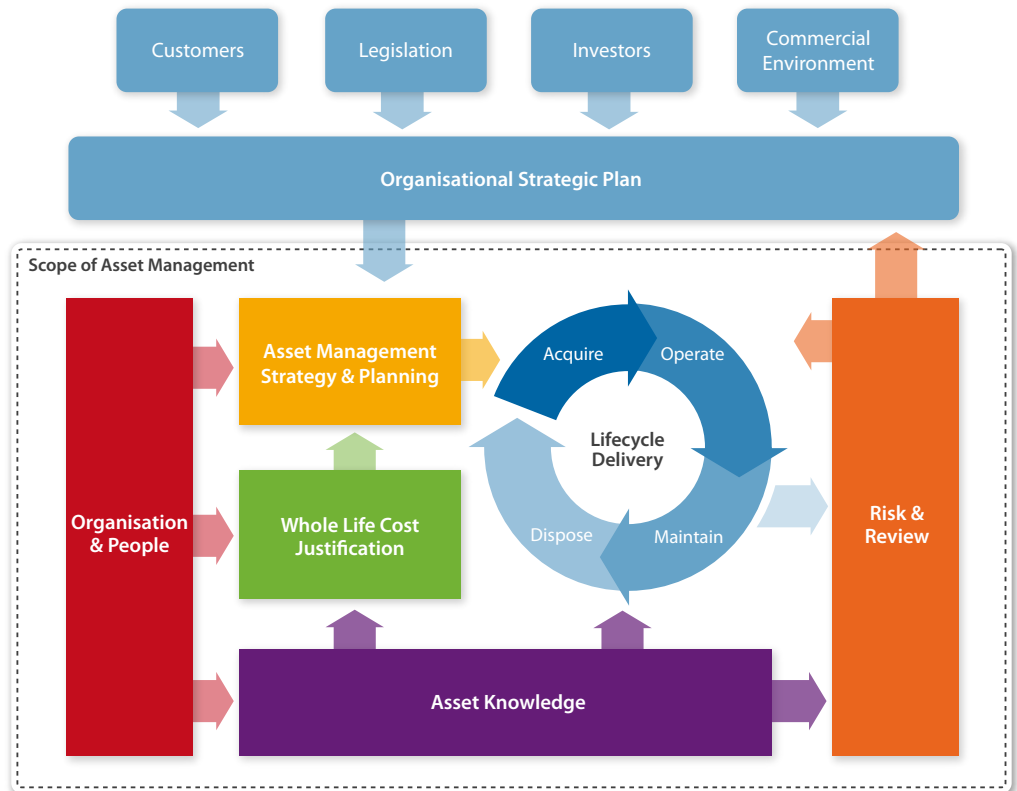 Customers
Legislation
Investors
Commercial
Environment
Organisational Strategic Plan
Scope of Asset Management
Asset Management
Strategy & Planning
Acquire
Operate
Lifecycle
Delivery
Organisation
& People
Whole Life Cost
Justification
Dispose
Maintain
Risk &
Review
Asset Knowledge